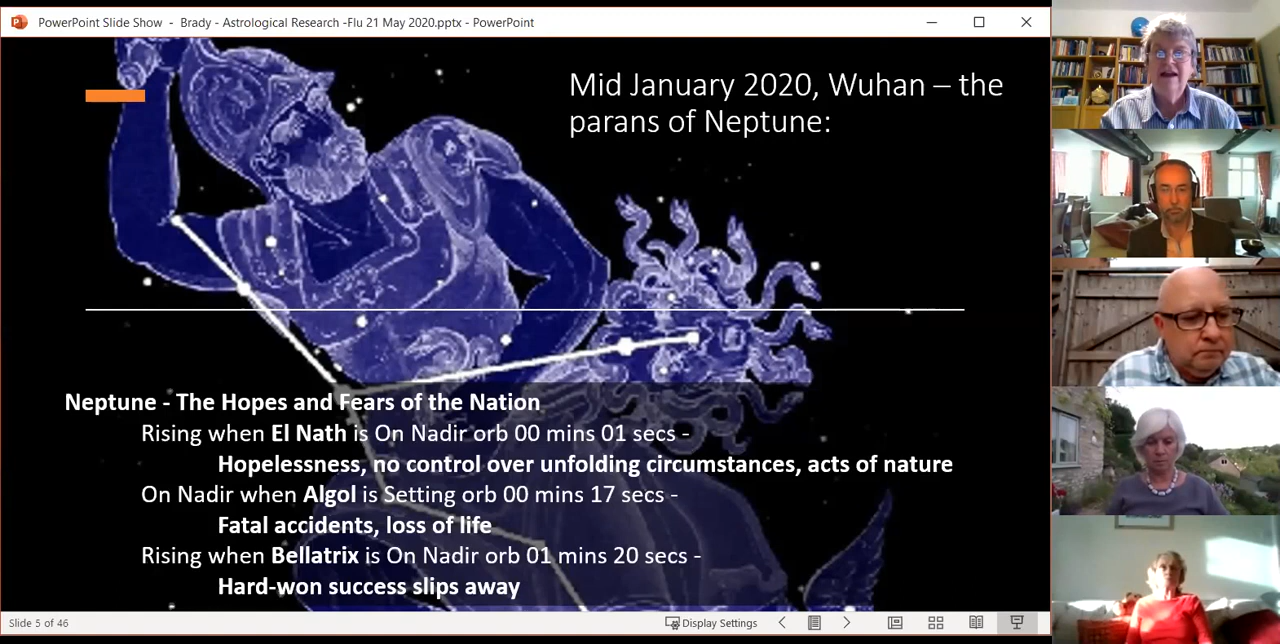 PowerPoint Slide Show - Brady - Astrological Research -Flu 21 May 2020.pptx - PowerPoint
Mid January 2020, Wuhan – the
parans of Neptune:
Neptune - The Hopes and Fears of the Nation
Rising when El Nath is On Nadir orb 00 mins 01 secs -
Hopelessness, no control over unfolding circumstances, acts of nature
On Nadir when Algol is Setting orb 00 mins 17 secs -
Fatal accidents, loss of life
Rising when Bellatrix is On Nadir orb 01 mins 20 secs -
Hard-won success slips away
Slide 5 of 46
Display Settings